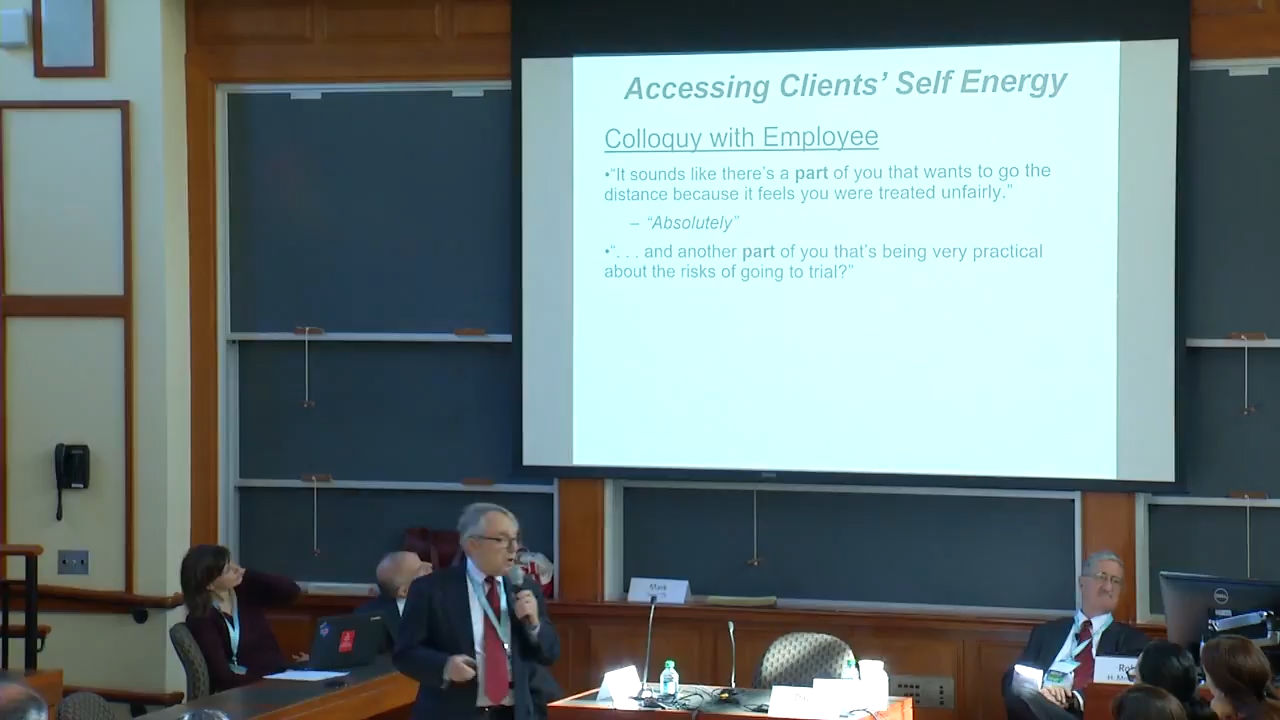 Accessing Clients’ Self Energy
Colloquy with Employee
•“It sounds like there’s a part of you that wants to go the
distance because it feels you were treated unfairly.”
– “Absolutely”
•“. . . and another part of you that’s being very practical
about the risks of going to trial?”
Mark
DELL